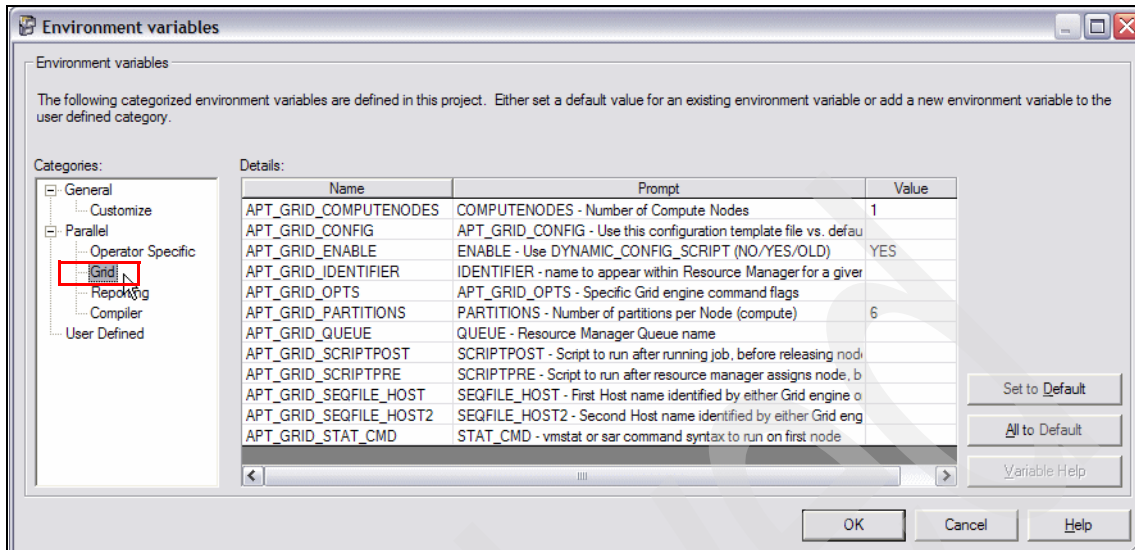 Environment variables
Environment variables
The following categorized environment variables are defined in this project. Either set a default value for an existing environment variable or add a new environment variable to the
user defined category.
Categories:
General
Customize
Parallel
Operator Specific
Grid
Reporting
Compiler
User Defined
Details:
Name Prompt Value
APT_GRID_COMPUTENODES COMPUTENODES - Number of Compute Nodes 1
APT_GRID_CONFIG APT_GRID_CONFIG - Use this configuration template file vs. defau
APT_GRID_ENABLE ENABLE - Use DYNAMIC_CONFIG_SCRIPT (NO/YES/OLD) YES
APT_GRID_IDENTIFIER IDENTIFIER - name to appear within Resource Manager for a giver
APT_GRID_OPTS APT_GRID_OPTS - Specific Grid engine command flags
APT_GRID_PARTITIONS PARTITIONS - Number of partitions per Node (compute) 6
APT_GRID_QUEUE QUEUE - Resource Manager Queue name
APT_GRID_SCRIPTPOST SCRIPTPOST - Script to run after running job, before releasing nod
APT_GRID_SCRIPTPRE SCRIPTPRE - Script to run after resource manager assigns node, b
APT_GRID_SEQFILE_HOST SEQFILE_HOST - First Host name identified by either Grid engine o
APT_GRID_SEQFILE_HOST2 SEQFILE_HOST2 - Second Host name identified by either Grid eng
APT_GRID_STAT_CMD STAT_CMD - vmstat or sar command syntax to run on first node
Set to Default
All to Default
Variable Help
OK Cancel Help